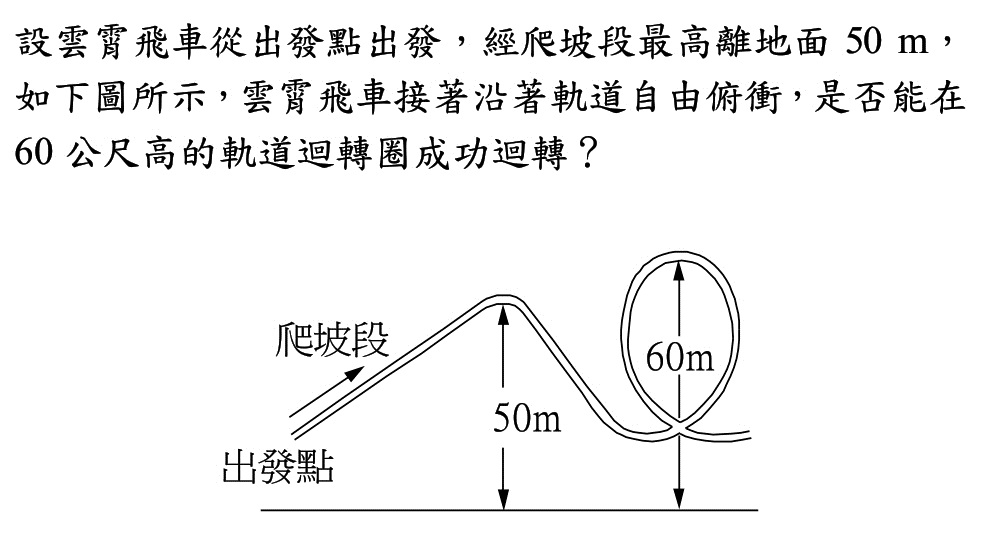 設雲霄飛車從出發點出發，經爬坡段最高離地面 50 m，
如下圖所示，雲霄飛車接著沿著軌道自由俯衝，是否能在
60 公尺高的軌道迴轉圈成功迴轉？
爬坡段
60m
50m
出發點